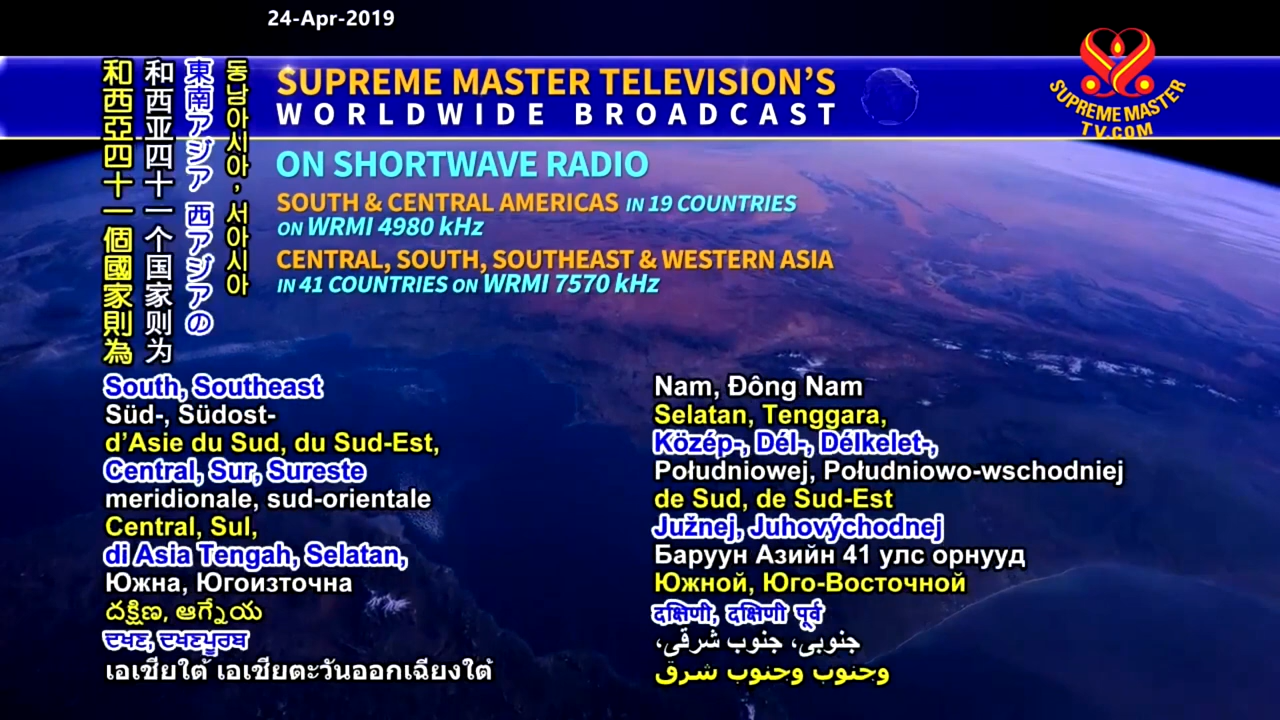 24-Apr-2019
SUPREME MASTER TELEVISION'S
WORLDWIDE BROADCAST
SUPREME MASTER
TV.COM
ON SHORTWAVE RADIO
SOUTH & CENTRAL AMERICAS IN 19 COUNTRIES
ON WRMI 4980 kHz
CENTRAL, SOUTH, SOUTHEAST & WESTERN ASIA
IN 41 COUNTRIES ON WRMI 7570 kHz
和西亞四十一個國家則為
和西亚四十一个国家则为
東南アジア 西アジアの
동남아시아, 서아시아
South, Southeast
Süd-, Südost-
d’Asie du Sud, du Sud-Est,
Central, Sur, Sureste
meridionale, sud-orientale
Central, Sul,
di Asia Tengah, Selatan,
Южна, Югоизточна
దక్షిణ, ఆగ్నేయ
ਦਖਣ, ਦਖਣਪੂਰਬ
เอเชียใต้ เอเชียตะวันออกเฉียงใต้
Nam, Đông Nam
Selatan, Tenggara,
Közép-, Dél-, Délkelet-,
Południowej, Południowo-wschodniej
de Sud, de Sud-Est
Južnej, Juhovýchodnej
Баруун Азийн 41 улс орнууд
Южной, Юго-Восточной
दक्षिणी, दक्षिणी पूर्व
جنوبی، جنوب شرقی،
وجنوب وجنوب شرق